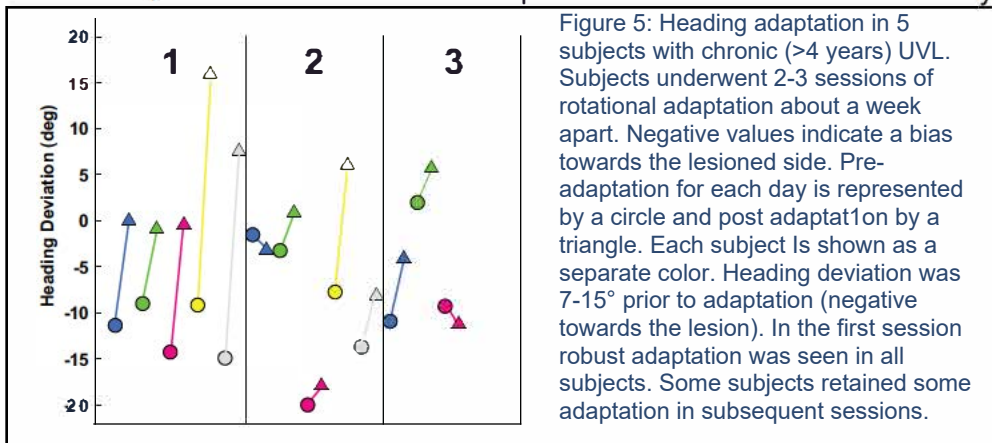 20
15
10
5
0
-5
-10
-15
-20
Heading Deviation (deg)
1
2
3
Figure 5: Heading adaptation in 5
subjects with chronic (>4 years) UVL.
Subjects underwent 2-3 sessions of
rotational adaptation about a week
apart. Negative values indicate a bias
towards the lesioned side. Pre-
adaptation for each day is represented
by a circle and post adaptat1on by a
triangle. Each subject Is shown as a
separate color. Heading deviation was
7-15° prior to adaptation (negative
towards the lesion). In the first session
robust adaptation was seen in all
subjects. Some subjects retained some
adaptation in subsequent sessions.